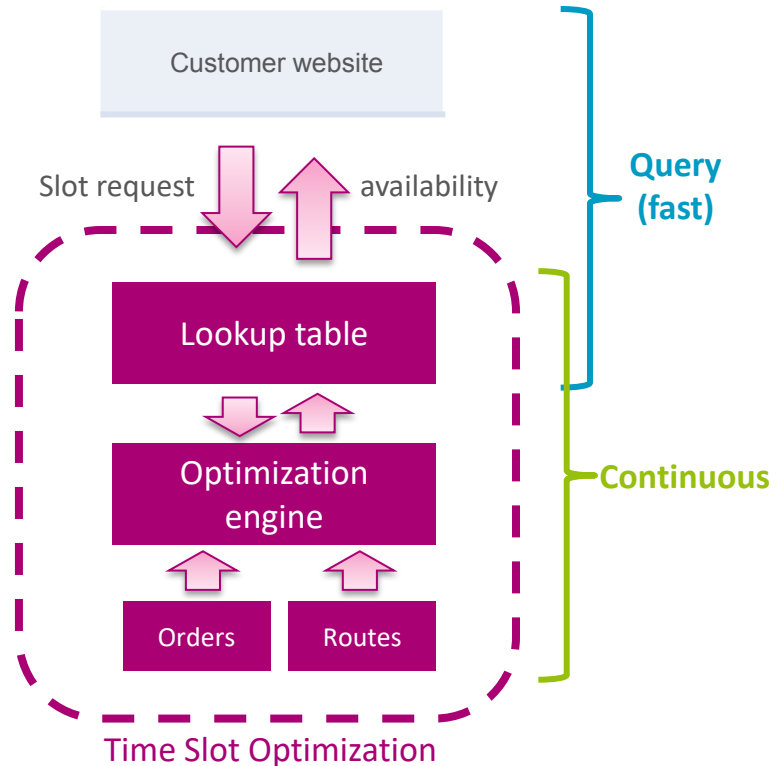 Customer website
Slot request
availability
Query
(fast)
Lookup table
Optimization
engine
Continuous
Orders
Routes
Time Slot Optimization